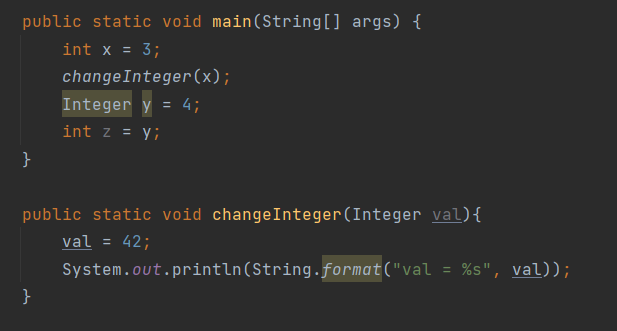 public static void main(String[] args) {
int x = 3;
changeInteger(x);
Integer y = 4;
int z = y;
}
public static void changeInteger(Integer val){
val = 42;
System.out.println(String.format("val = %s", val));
}